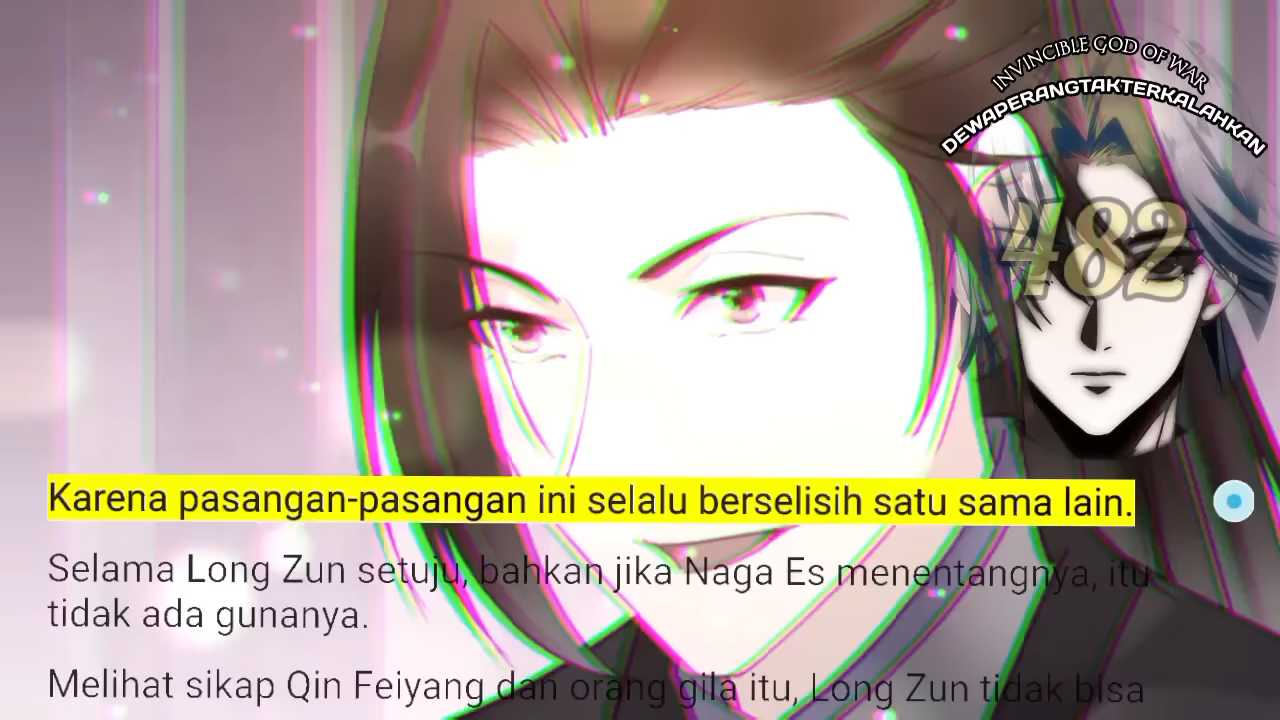 INVINCIBLE GOD OF WAR
DEWAPERANGTAKTERKALAHKAN
482
Karena pasangan-pasangan ini selalu berselisih satu sama lain.
Selama Long Zun setuju, bahkan jika Naga Es menentangnya, itu
tidak ada gunanya.
Melihat sikap Qin Feiyang dan orang gila itu, Long Zun tidak bisa